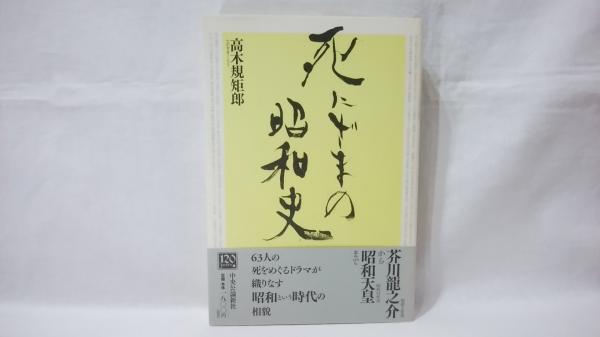 死にざまの
昭和史
高木規矩郎
芥川龍之介
から
昭和天皇
まで
63人の
死をめぐるドラマが
織りなす
昭和という時代の
相貌
120
中央公論新社